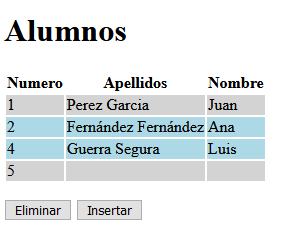 Alumnos
Numero Apellidos Nombre
1 Perez Garcia Juan
2 Fernández Fernández Ana
4 Guerra Segura Luis
5
Eliminar Insertar